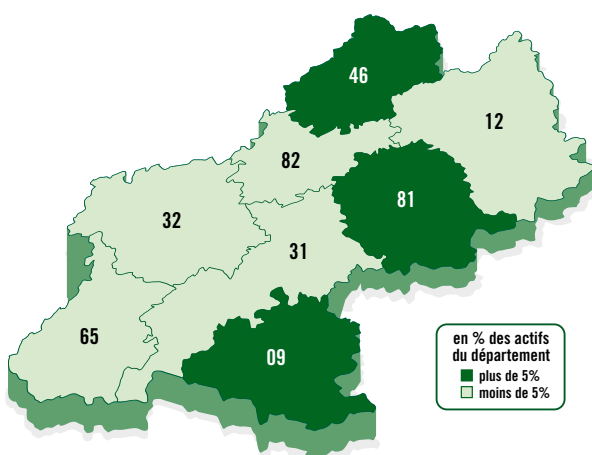 46
12
82
81
32
31
65
09
en % des actifs
du département
plus de 5%
moins de 5%